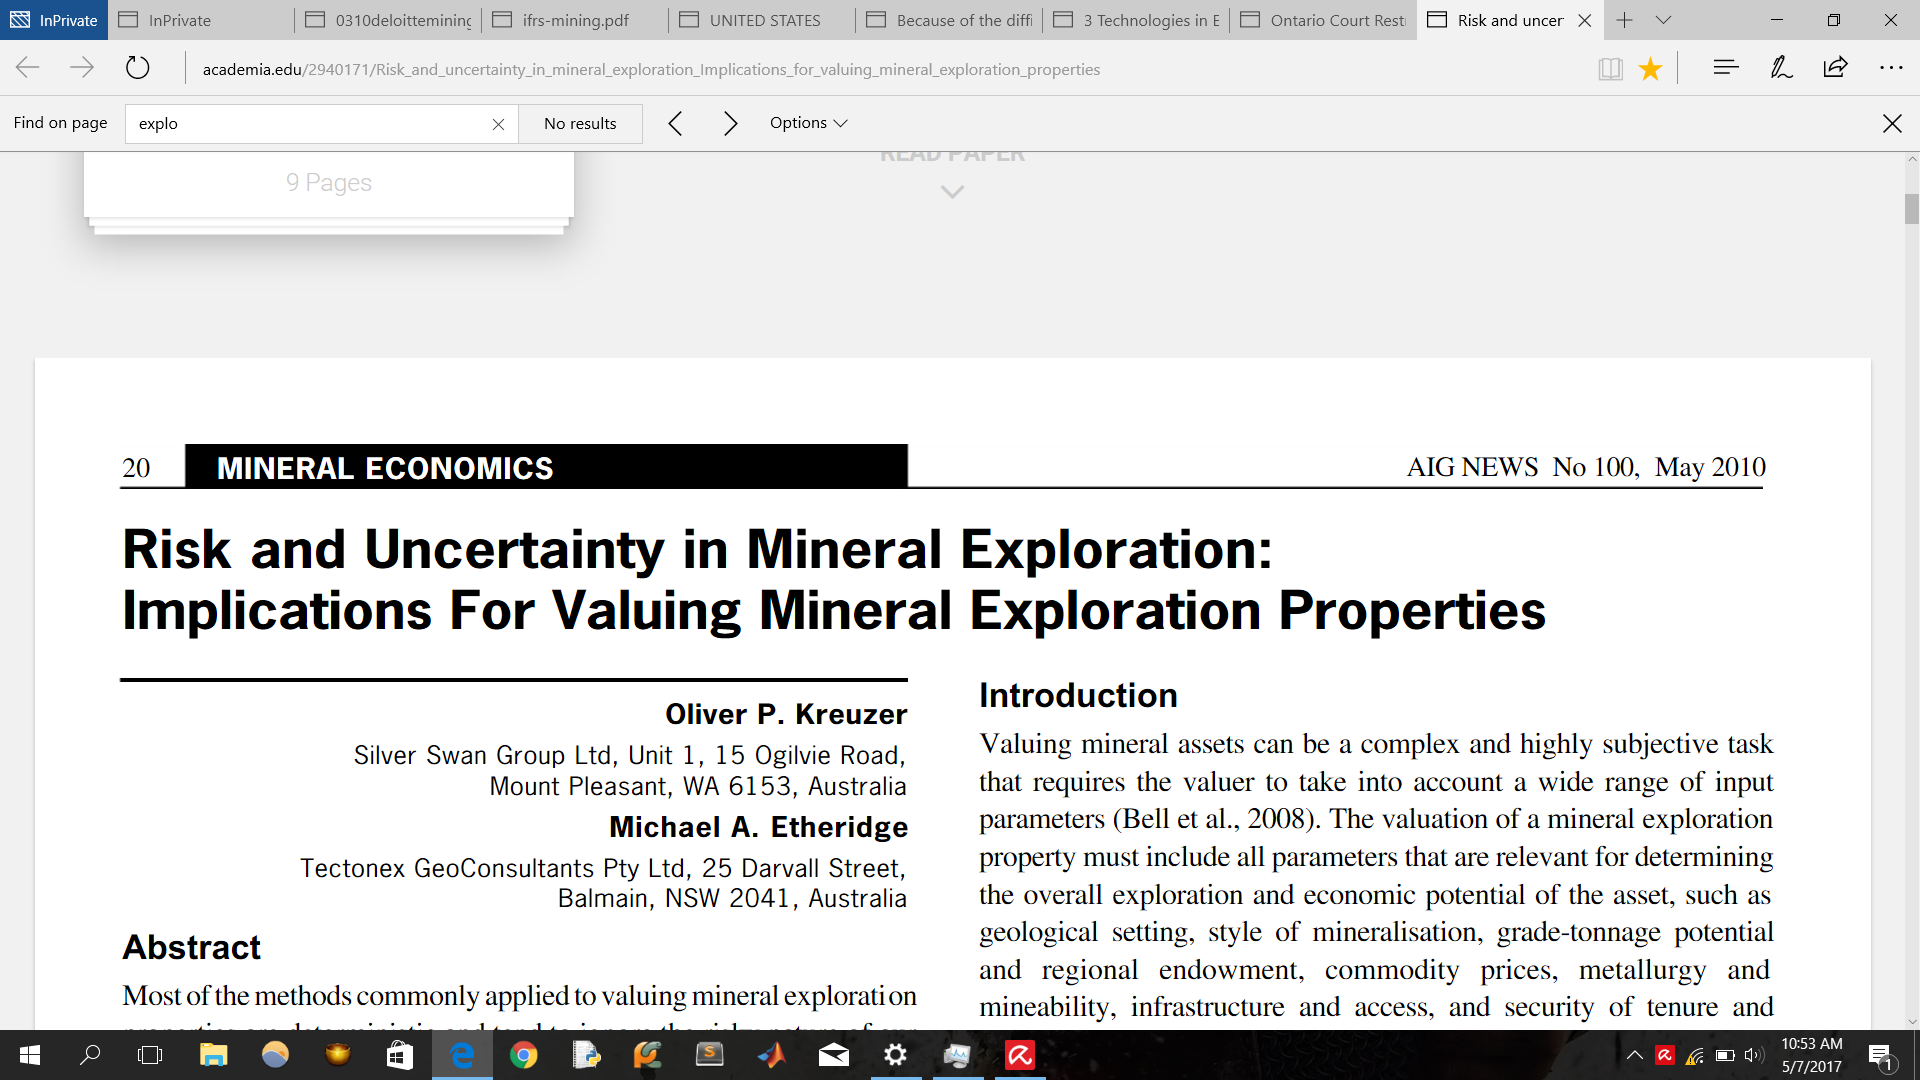 InPrivate
InPrivate
0310deloittemining
ifrs-mining.pdf
UNITED STATES
Because of the diffi
3 Technologies in E
Ontario Court Rest
Risk and uncer
academia.edu/2940171/Risk_and_uncertainty_in_mineral_exploration_Implications_for_valuing_mineral_exploration_properties
Find on page
explo
No results
Options
READ PAPER
9 Pages
20
MINERAL ECONOMICS
AIG NEWS No 100, May 2010
Risk and Uncertainty in Mineral Exploration:
Implications For Valuing Mineral Exploration Properties
Oliver P. Kreuzer
Silver Swan Group Ltd, Unit 1, 15 Ogilvie Road,
Mount Pleasant, WA 6153, Australia
Michael A. Etheridge
Tectonex GeoConsultants Pty Ltd, 25 Darvall Street,
Balmain, NSW 2041, Australia
Abstract
Most of the methods commonly applied to valuing mineral exploration
Introduction
Valuing mineral assets can be a complex and highly subjective task
that requires the valuer to take into account a wide range of input
parameters (Bell et al., 2008). The valuation of a mineral exploration
property must include all parameters that are relevant for determining
the overall exploration and economic potential of the asset, such as
geological setting, style of mineralisation, grade-tonnage potential
and regional endowment, commodity prices, metallurgy and
mineability, infrastructure and access, and security of tenure and
10:53 AM
5/7/2017
1